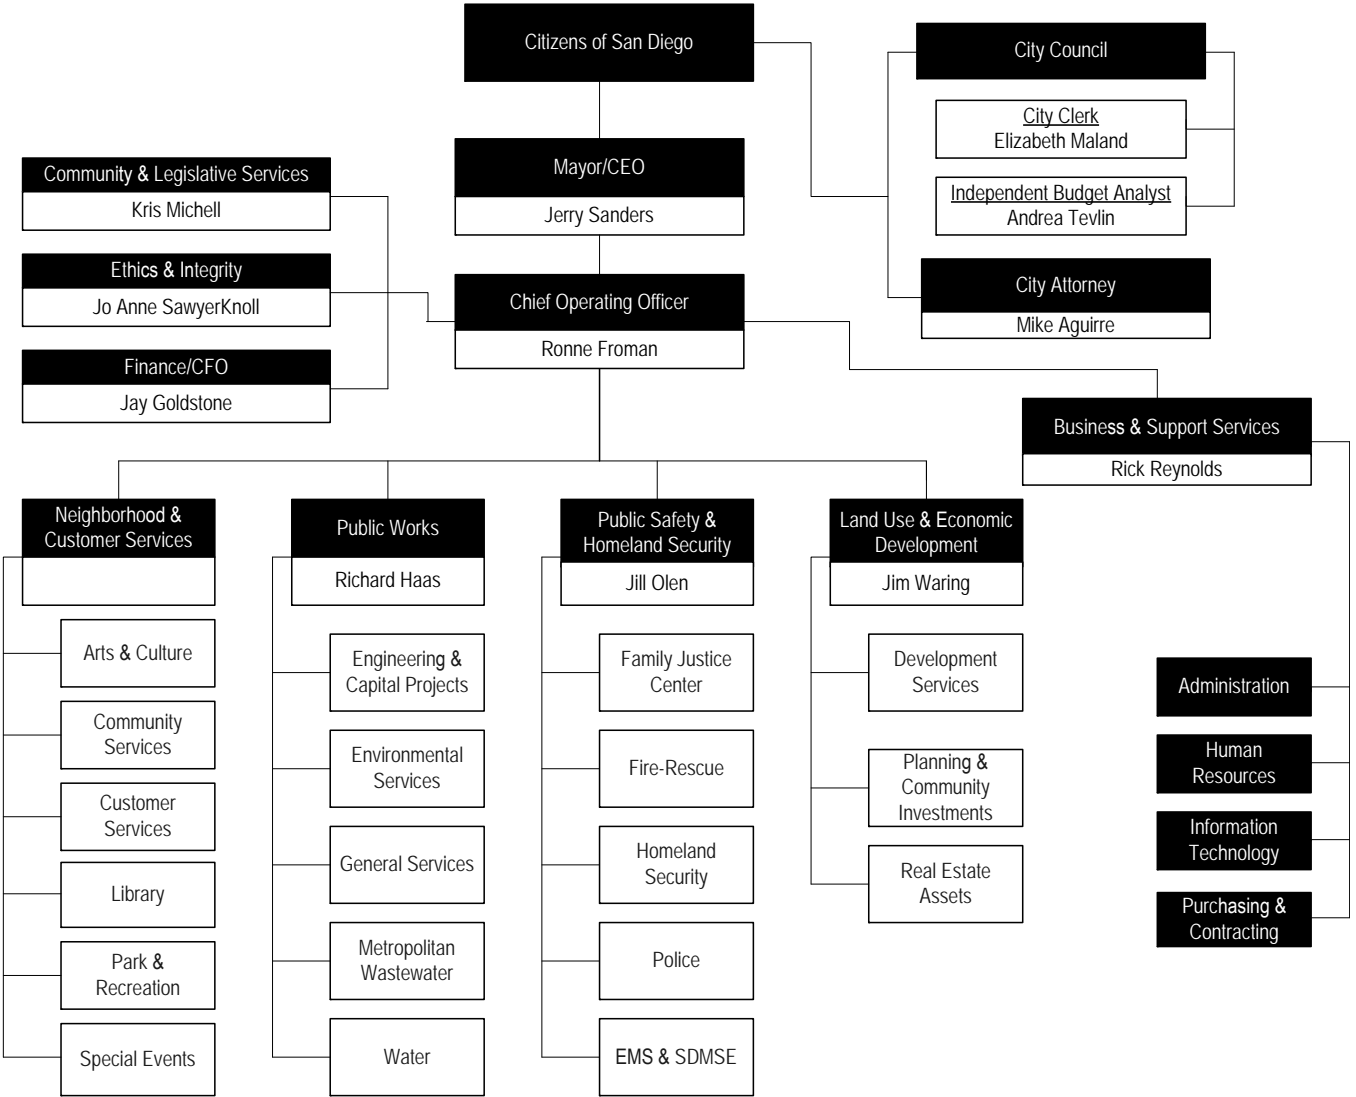 Citizens of San Diego
City Council
City Clerk
Elizabeth Maland
Independent Budget Analyst
Andrea Tevlin
City Attorney
Mike Aguirre
Mayor/CEO
Jerry Sanders
Community & Legislative Services
Kris Michell
Ethics & Integrity
Jo Anne SawyerKnoll
Finance/CFO
Jay Goldstone
Chief Operating Officer
Ronne Froman
Business & Support Services
Rick Reynolds
Neighborhood &
Customer Services
Arts & Culture
Community
Services
Customer
Services
Library
Park &
Recreation
Special Events
Public Works
Richard Haas
Engineering &
Capital Projects
Environmental
Services
General Services
Metropolitan
Wastewater
Water
Public Safety &
Homeland Security
Jill Olen
Family Justice
Center
Fire-Rescue
Homeland
Security
Police
EMS & SDMSE
Land Use & Economic
Development
Jim Waring
Development
Services
Planning &
Community
Investments
Real Estate
Assets
Administration
Human
Resources
Information
Technology
Purchasing &
Contracting